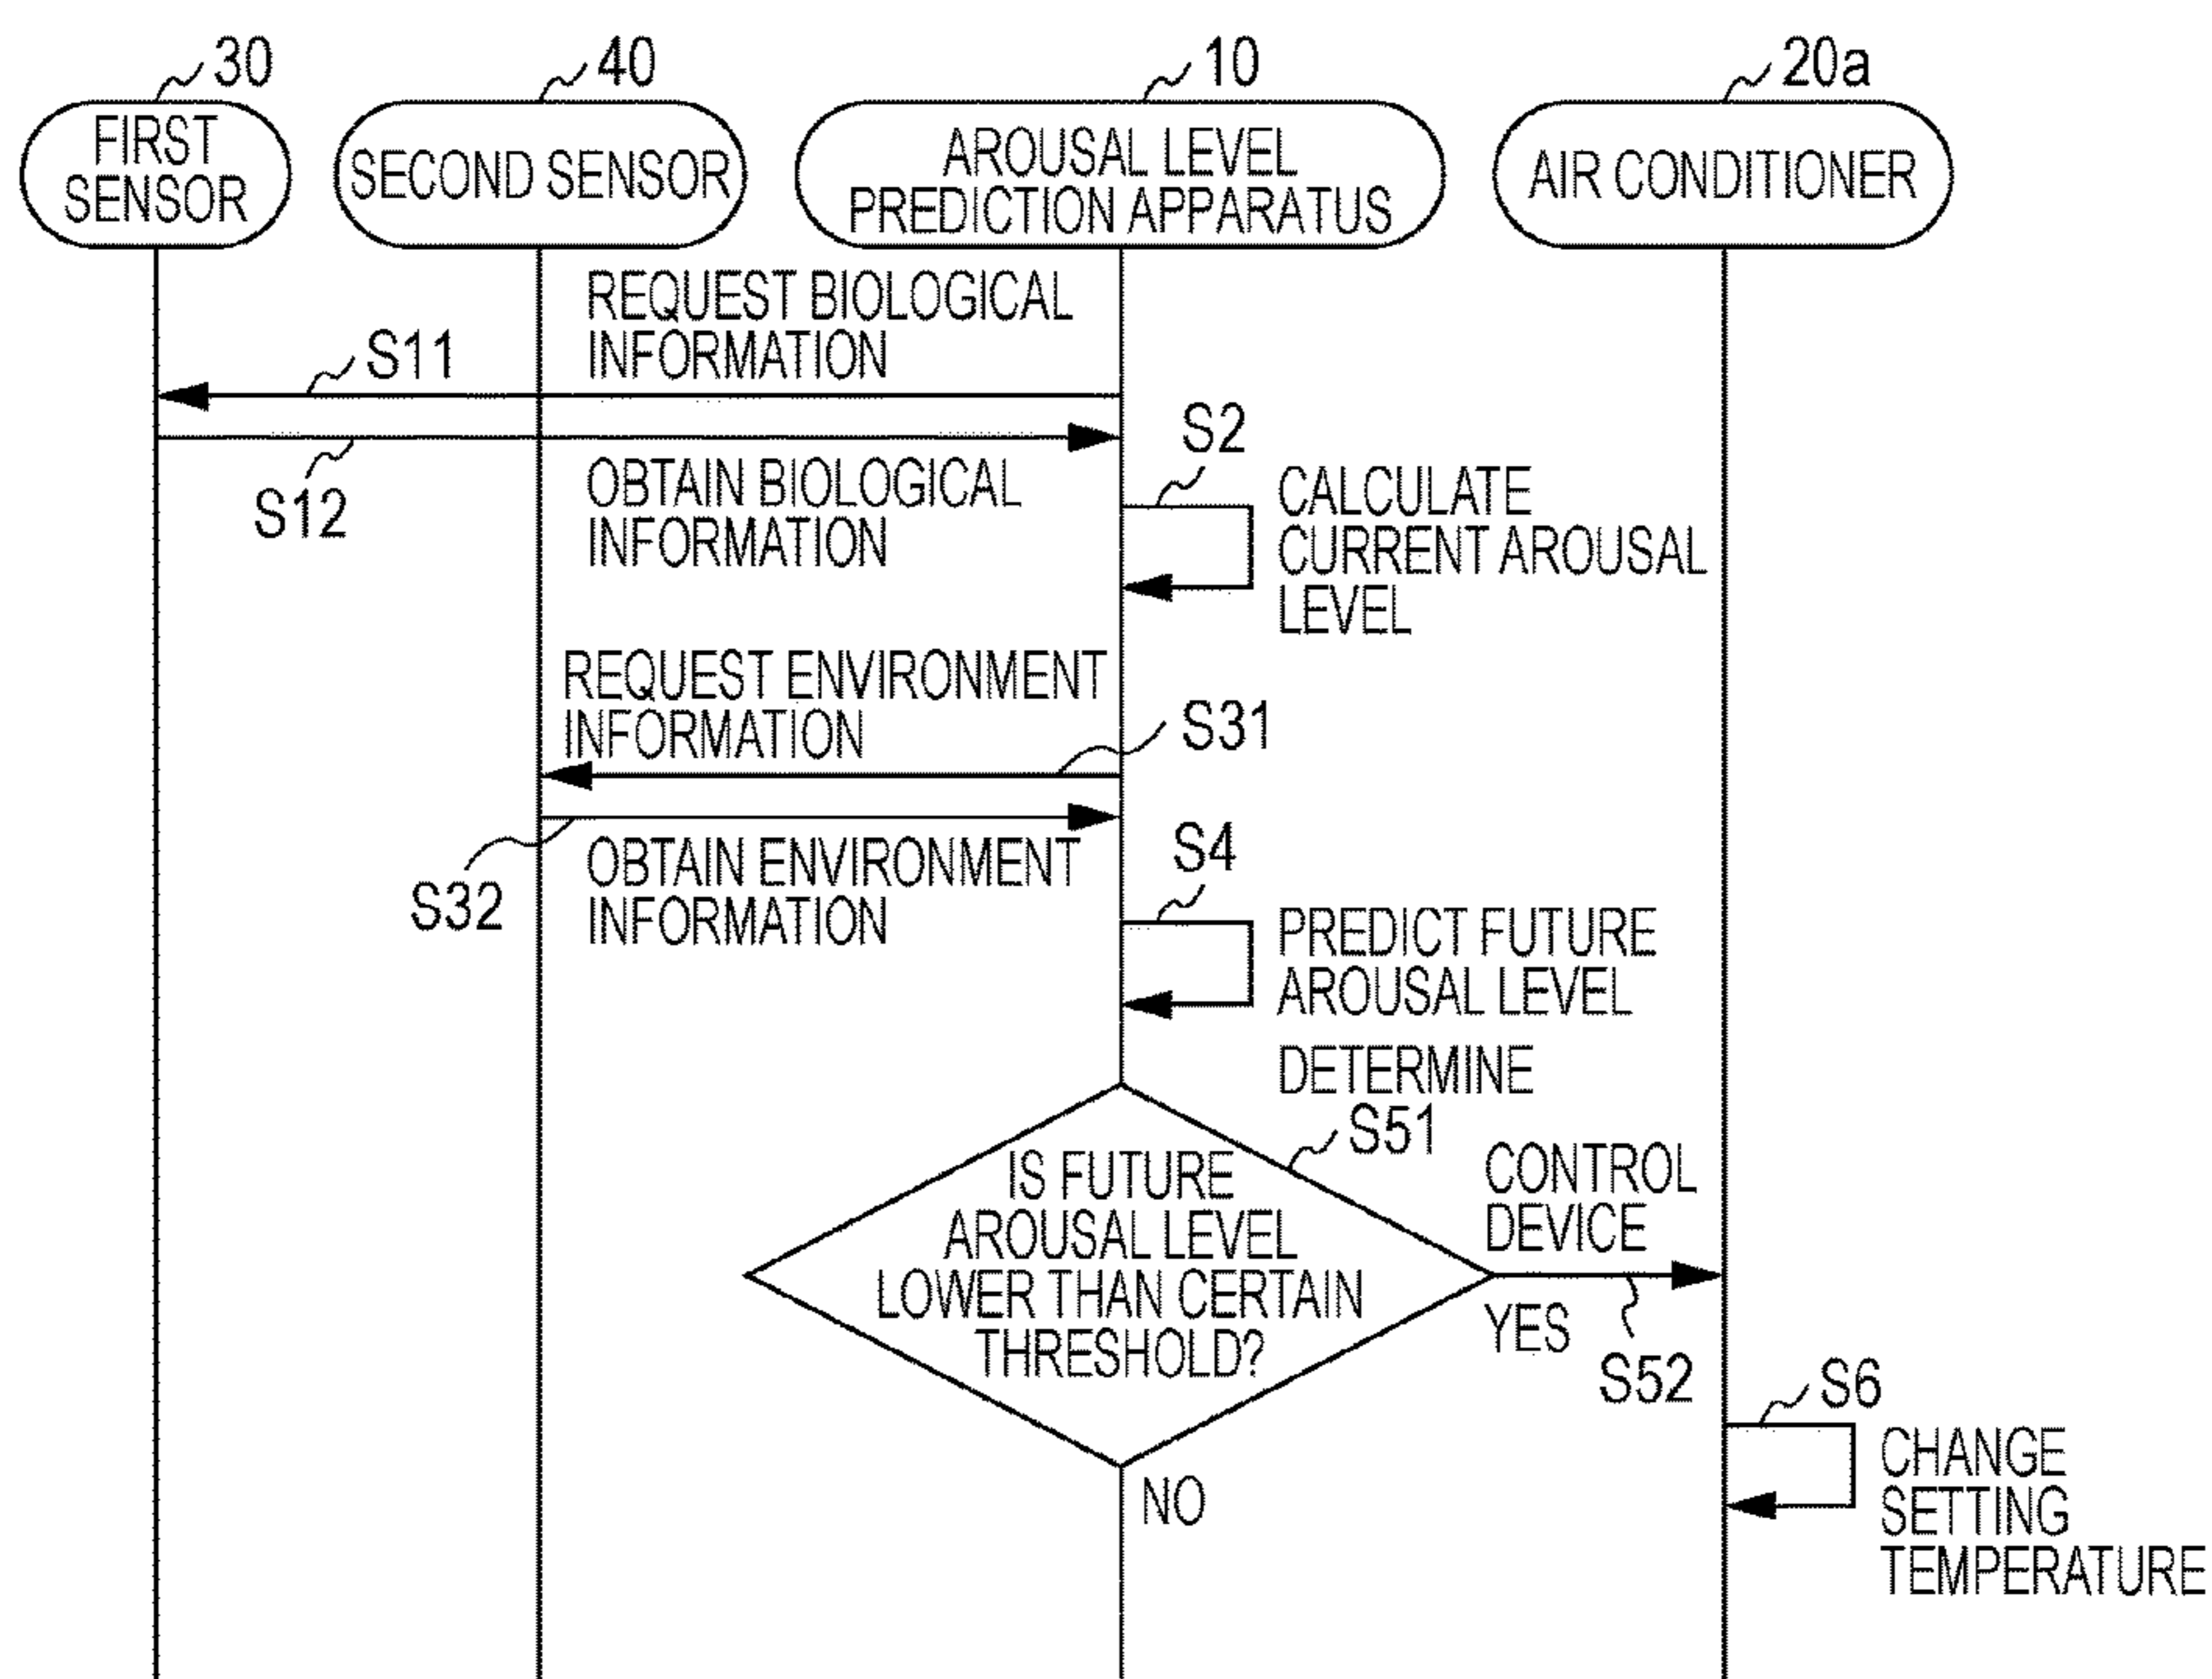 30
40
10
20a
FIRST
SENSOR
SECOND SENSOR
AROUSAL LEVEL
PREDICTION APPARATUS
AIR CONDITIONER
REQUEST BIOLOGICAL
INFORMATION
S11
S12
OBTAIN BIOLOGICAL
INFORMATION
S2
CALCULATE
CURRENT AROUSAL
LEVEL
REQUEST ENVIRONMENT
INFORMATION
S31
S32
OBTAIN ENVIRONMENT
INFORMATION
S4
PREDICT FUTURE
AROUSAL LEVEL
DETERMINE
S51
IS FUTURE
AROUSAL LEVEL
LOWER THAN CERTAIN
THRESHOLD?
CONTROL
DEVICE
YES
S52
NO
S6
CHANGE
SETTING
TEMPERATURE